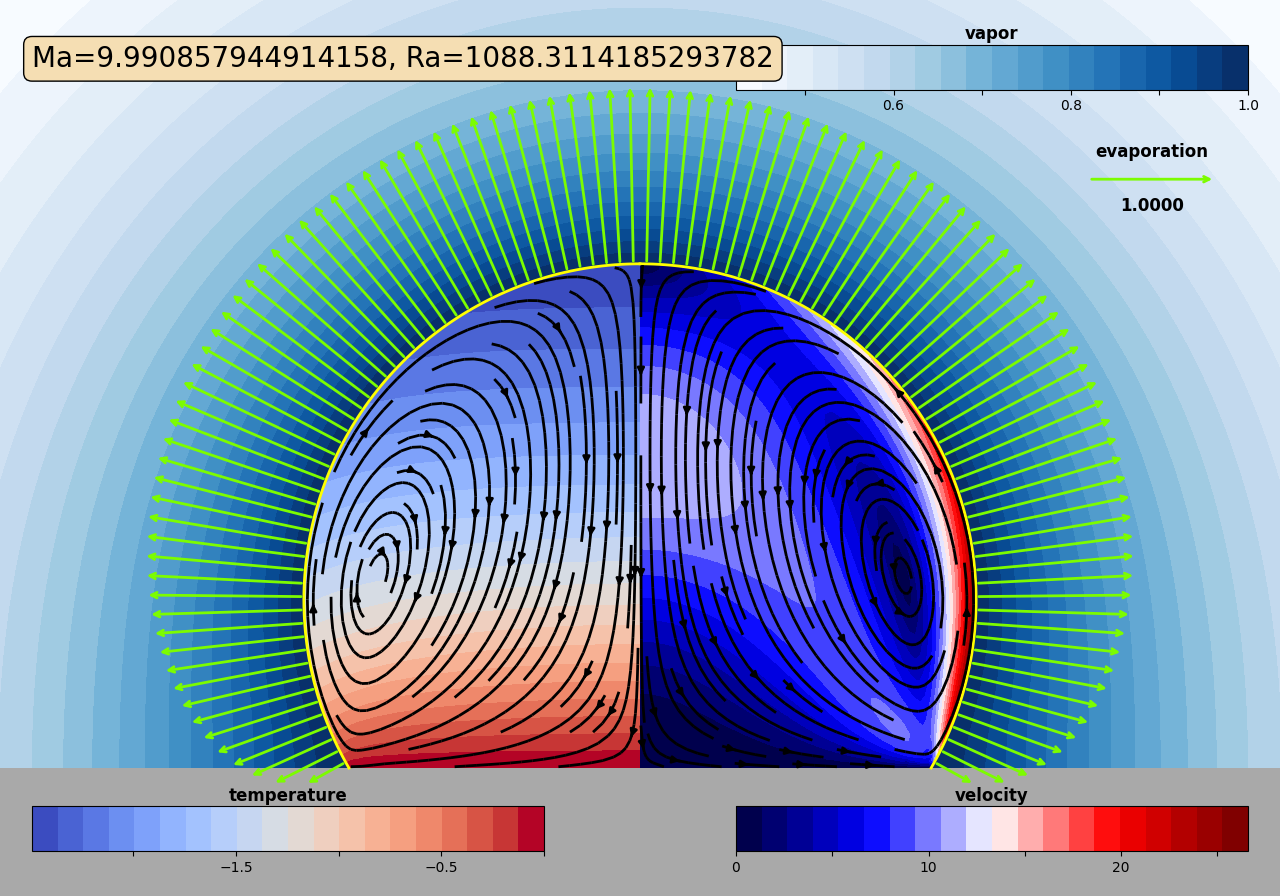 Ma=9.990857944914158, Ra=1088.3114185293782
vapor
0.6 0.8 1.0
evaporation
1.0000
temperature
−1.5 −0.5
velocity
0 10 20